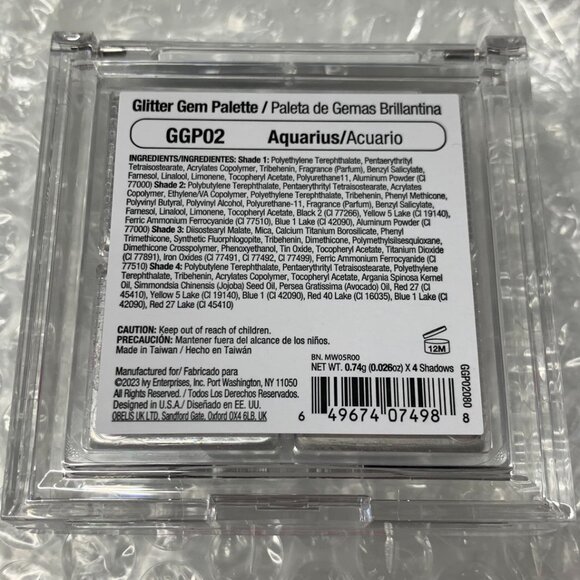 Glitter Gem Palette / Paleta de Gemas Brillantina
GGP02 Aquarius/Acuario
INGREDIENTS/INGREDIENTES: Shade 1: Polyethylene Terephthalate, Pentaerythrityl
Tetraisostearate, Acrylates Copolymer, Tribehenin, Fragrance (Parfum), Benzyl Salicylate,
Farnesol, Linalool, Limonene, Tocopheryl Acetate, Polyurethane11, Aluminum Powder (CI
77000) Shade 2: Polybutylene Terephthalate, Pentaerythrityl Tetraisostearate, Acrylates
Copolymer, Ethylene/VA Copolymer, Polyethylene Terephthalate, Tribehenin, Phenyl Methicone,
Polyvinyl Butyral, Polyvinyl Alcohol, Polyurethane-11, Fragrance (Parfum), Benzyl Salicylate,
Farnesol, Linalool, Limonene, Tocopheryl Acetate, Black 2 (CI 77266), Yellow 5 Lake (CI 19140),
Ferric Ammonium Ferrocyanide (CI 77510), Blue 1 Lake (CI 42090), Aluminum Powder (CI
77000) Shade 3: Diisostearyl Malate, Mica, Calcium Titanium Borosilicate, Phenyl
Trimethicone, Synthetic Fluorphlogopite, Tribehenin, Dimethicone, Polymethylsilsesquioxane,
Dimethicone Crosspolymer, Phenoxyethanol, Tin Oxide, Tocopheryl Acetate, Titanium Dioxide
(CI 77891), Iron Oxides (CI 77491, CI 77492, CI 77499), Ferric Ammonium Ferrocyanide (CI
77510) Shade 4: Polybutylene Terephthalate, Pentaerythrityl Tetraisostearate, Polyethylene
Terephthalate, Tribehenin, Acrylates Copolymer, Tocopheryl Acetate, Argania Spinosa Kernel
Oil, Simmondsia Chinensis (Jojoba) Seed Oil, Persea Gratissima (Avocado) Oil, Red 27 (CI
45410), Yellow 5 Lake (CI 19140), Blue 1 (CI 42090), Red 40 Lake (CI 16035), Blue 1 Lake (CI
42090), Red 27 Lake (CI 45410)
CAUTION: Keep out of reach of children.
PRECAUCIÓN: Mantener fuera del alcance de los niños.
Made in Taiwan / Hecho en Taiwán
12M
BN. MW05R00
NET WT. 0.74g (0.026oz) X 4 Shadows
Manufactured for/ Fabricado para
©2023 Ivy Enterprises, Inc. Port Washington, NY 11050
All Rights Reserved. / Todos Los Derechos Reservados.
Designed in U.S.A./ Diseñado en EE. UU.
OBELIS UK LTD, Sandford Gate, Oxford OX4 6LB, UK
6 49674 07498 8
GGP02080